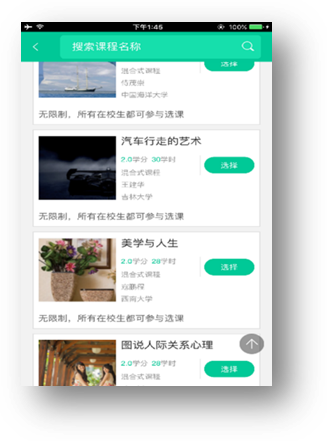 下午1:45
100%
搜索课程名称
混合式课程
选择
中国海洋大学
无限制，所有在校生都可参与选课
汽车行走的艺术
2.0学分 30学时
混合式课程
选择
王建华
吉林大学
无限制，所有在校生都可参与选课
美学与人生
2.0学分 28学时
混合式课程
选择
西南大学
无限制，所有在校生都可参与选课
图说人际关系心理
2.0学分 26学时
选择
混合式课程